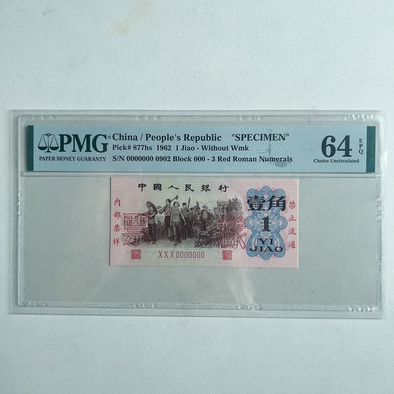 PMG
PAPER MONEY GUARANTY
China / People's Republic "SPECIMEN"
Pick# 877hs 1962 1 Jiao - Without Wmk
S/N 0000000 0902 Block 000 - 3 Red Roman Numerals
64 EPQ
Choice Uncirculated
中國人民銀行
内部票样
禁止流通
壹角
1
YI
JIAO
XXX0000000